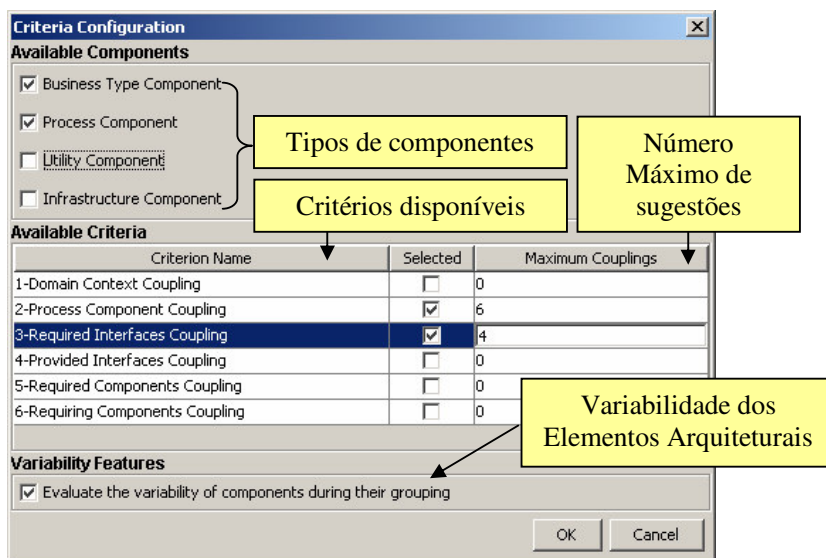 Criteria Configuration
Available Components
Business Type Component
Process Component
Utility Component
Infrastructure Component
Tipos de componentes
Número
Máximo de
sugestões
Critérios disponíveis
Available Criteria
Criterion Name Selected Maximum Couplings
1-Domain Context Coupling 0
2-Process Component Coupling 6
3-Required Interfaces Coupling 4
4-Provided Interfaces Coupling 0
5-Required Components Coupling 0
6-Requiring Components Coupling 0
Variabilidade dos
Elementos Arquiteturais
Variability Features
Evaluate the variability of components during their grouping
OK Cancel